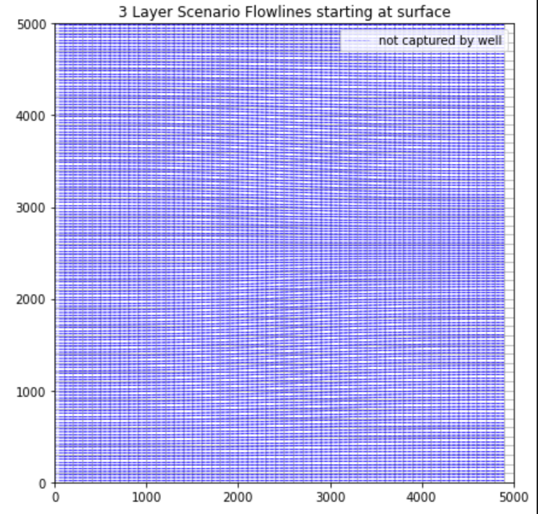 3 Layer Scenario Flowlines starting at surface
not captured by well
5000
4000
3000
2000
1000
0
0 1000 2000 3000 4000 5000